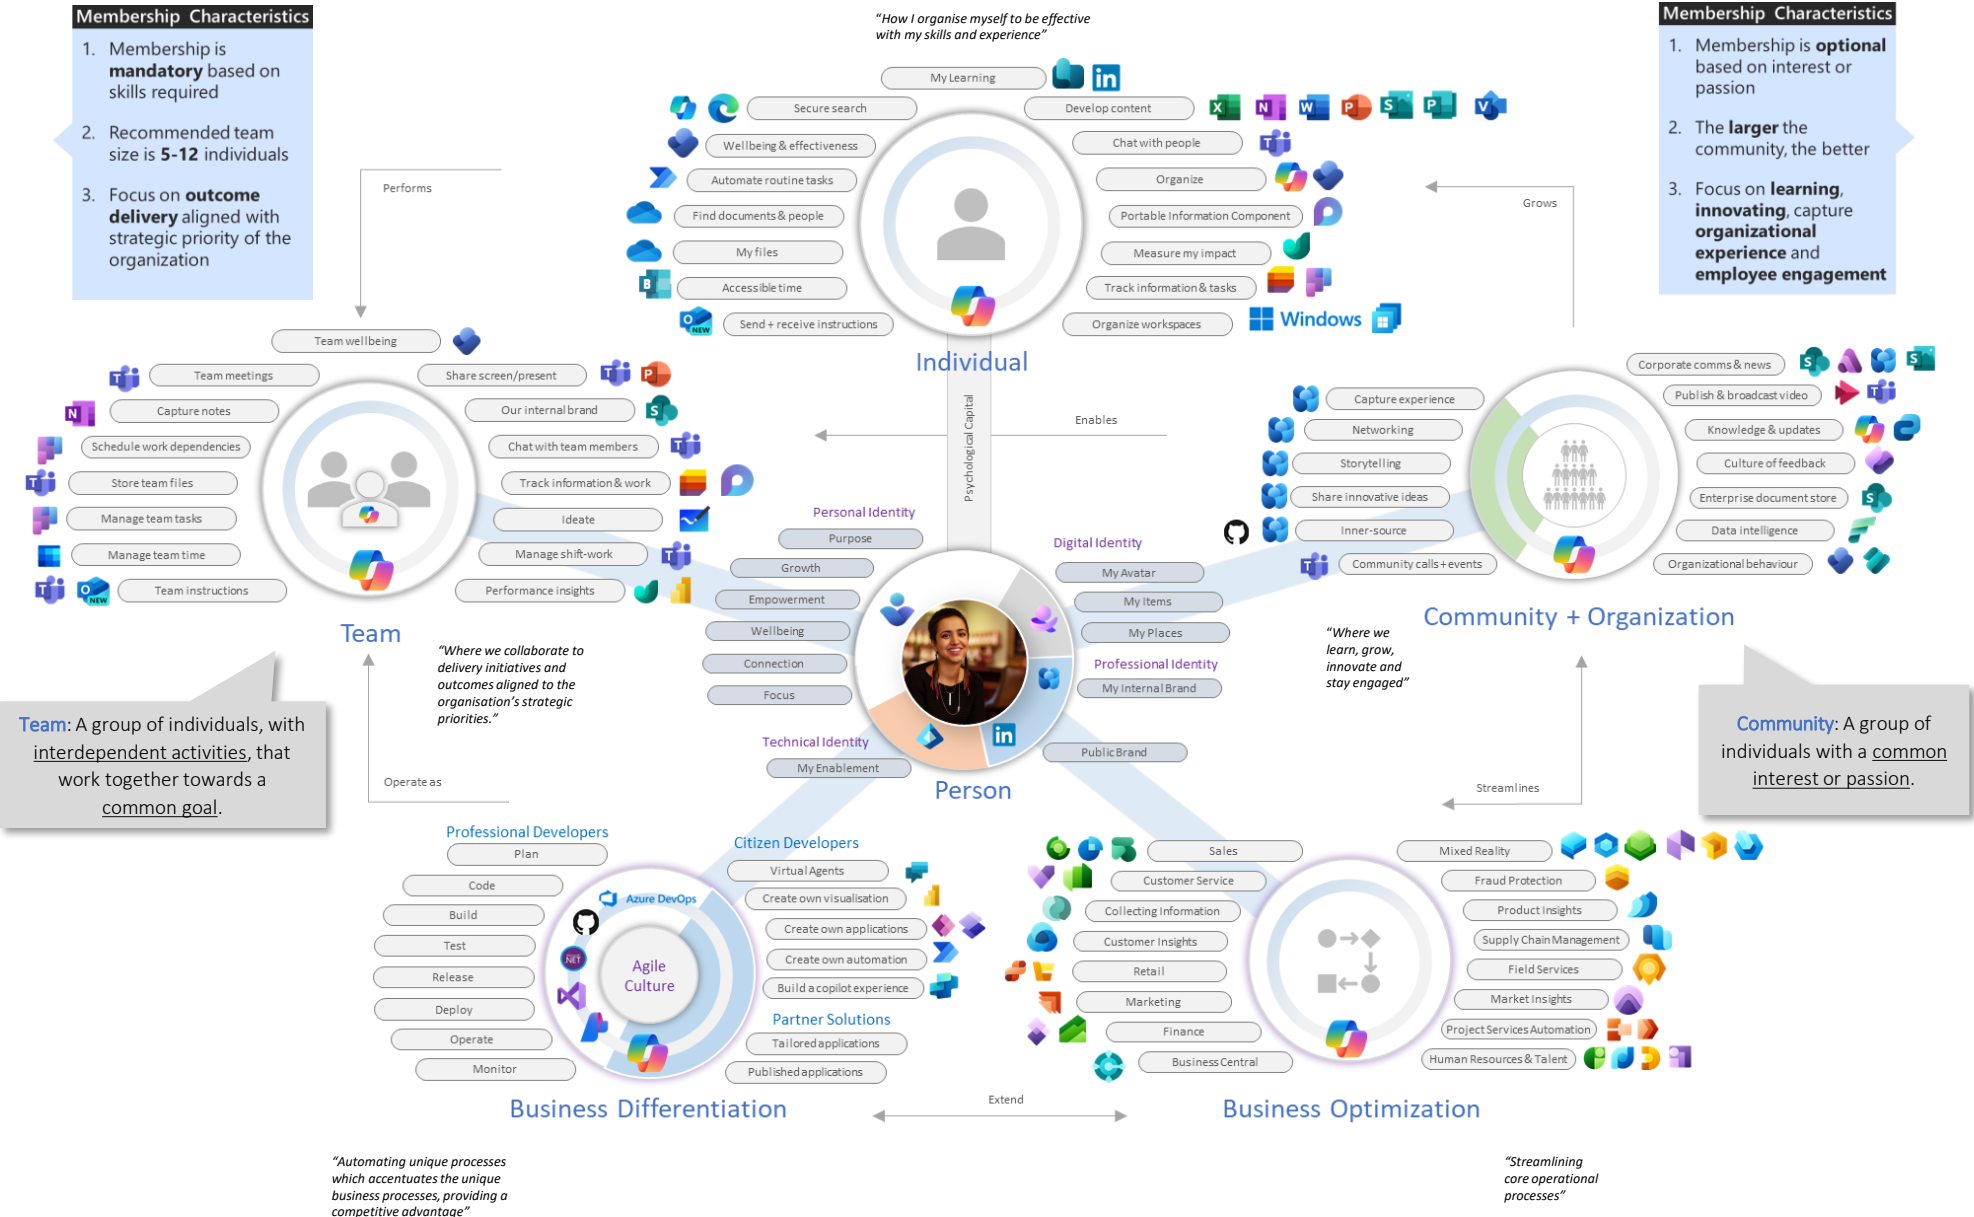 Membership Characteristics
1. Membership is
mandatory based on
skills required
2. Recommended team
size is 5-12 individuals
3. Focus on outcome
delivery aligned with
strategic priority of the
organization
“How I organise myself to be effective
with my skills and experience”
My Learning
in
Secure search
Wellbeing & effectiveness
Automate routine tasks
Find documents & people
My files
Accessible time
B
Send + receive instructions
O
NEW
Develop content
X
N
W
P
S
P
V
Chat with people
T
Organize
Portable Information Component
Measure my impact
Track information & tasks
Organize workspaces
Windows
Individual
Membership Characteristics
1. Membership is optional
based on interest or
passion
2. The larger the
community, the better
3. Focus on learning,
innovating, capture
organizational
experience and
employee engagement
Performs
Grows
Enables
Psychological Capital
Team wellbeing
Team meetings
T
Capture notes
N
Schedule work dependencies
Store team files
T
Manage team tasks
Manage team time
Team instructions
T
O
NEW
Share screen/present
T
P
Our internal brand
S
Chat with team members
T
Track information & work
Ideate
Manage shift-work
T
Performance insights
Team
“Where we collaborate to
delivery initiatives and
outcomes aligned to the
organisation’s strategic
priorities.”
Team: A group of individuals, with
interdependent activities, that
work together towards a
common goal.
Operate as
Personal Identity
Purpose
Growth
Empowerment
Wellbeing
Connection
Focus
Technical Identity
My Enablement
Digital Identity
My Avatar
My Items
My Places
Professional Identity
My Internal Brand
Public Brand
in
Person
Capture experience
Networking
Storytelling
Share innovative ideas
Inner-source
Community calls + events
T
Corporate comms & news
S
S
Publish & broadcast video
T
Knowledge & updates
Culture of feedback
Enterprise document store
S
Data intelligence
Organizational behaviour
Community + Organization
“Where we
learn, grow,
innovate and
stay engaged”
Community: A group of
individuals with a common
interest or passion.
Streamlines
Professional Developers
Plan
Code
Build
Test
Release
Deploy
Operate
Monitor
Azure DevOps
.NET
Agile
Culture
Citizen Developers
Virtual Agents
Create own visualisation
Create own applications
Create own automation
Build a copilot experience
Partner Solutions
Tailored applications
Published applications
Business Differentiation
“Automating unique processes
which accentuates the unique
business processes, providing a
competitive advantage”
Extend
Sales
Customer Service
Collecting Information
Customer Insights
Retail
Marketing
Finance
Business Central
Mixed Reality
Fraud Protection
Product Insights
Supply Chain Management
Field Services
Market Insights
Project Services Automation
Human Resources & Talent
Business Optimization
“Streamlining
core operational
processes”